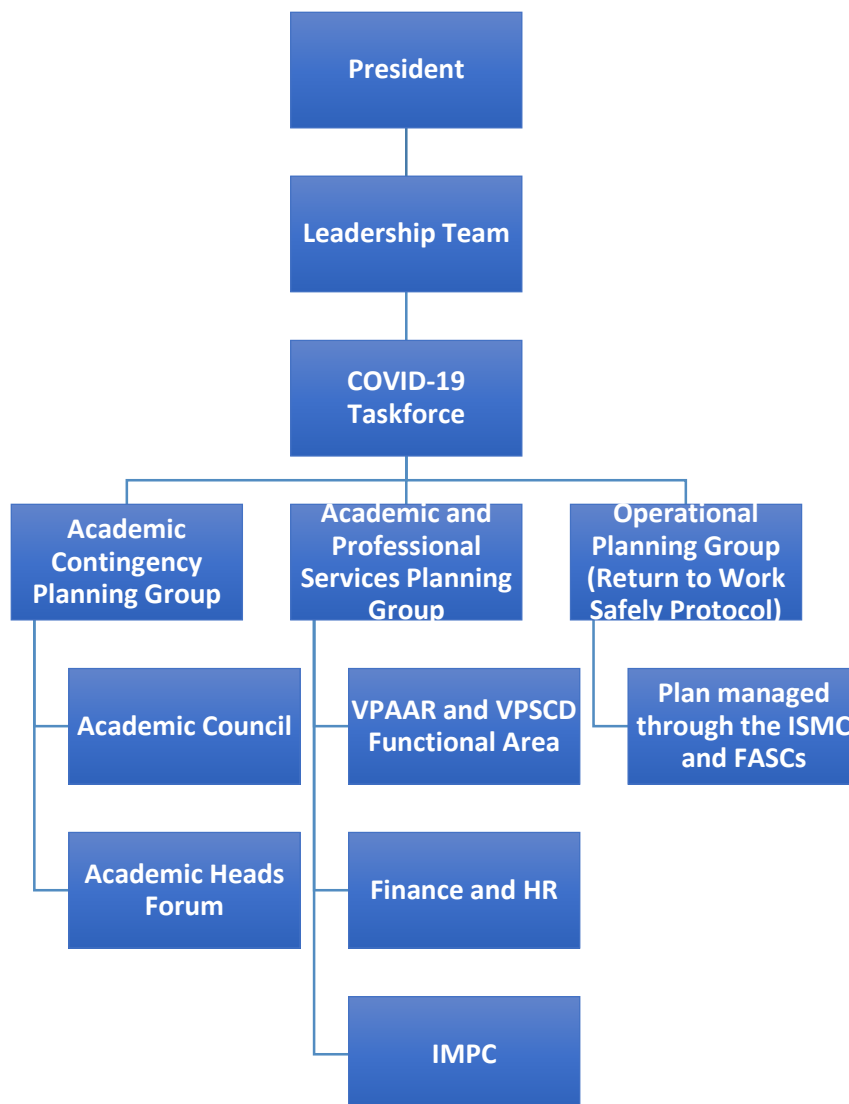 President
Leadership Team
COVID-19
Taskforce
Academic
Contingency
Planning Group
Academic and
Professional
Services Planning
Group
Operational
Planning Group
(Return to Work
Safely Protocol)
Academic Council
VPAAR and VPSCD
Functional Area
Plan managed
through the ISMC
and FASCs
Academic Heads
Forum
Finance and HR
IMPC